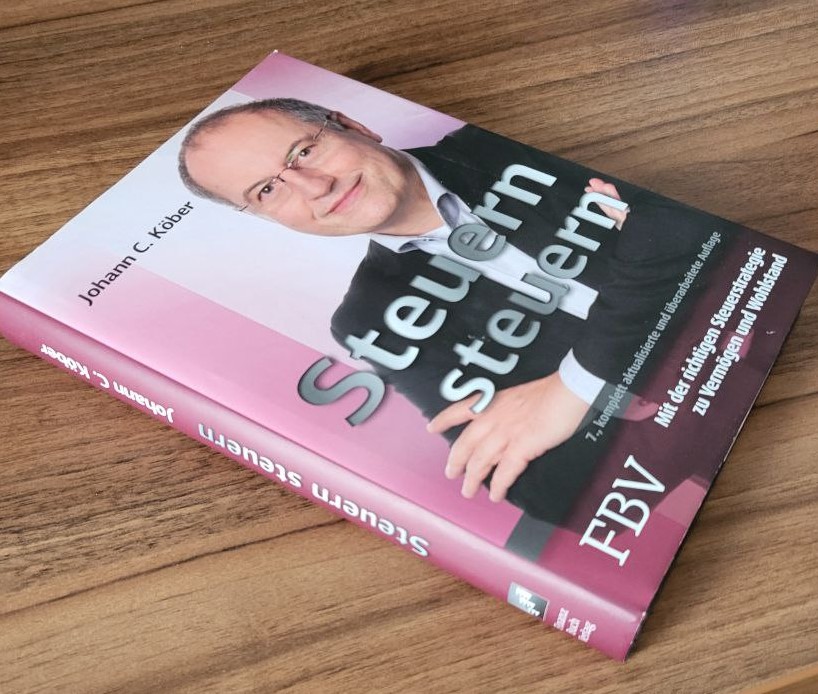 Johann C. Köber
Steuern
steuern
7., komplett aktualisierte und überarbeitete Auflage
Mit der richtigen Steuerstrategie
zu Vermögen und Wohlstand
FBV
Johann C. Köber
Steuern steuern